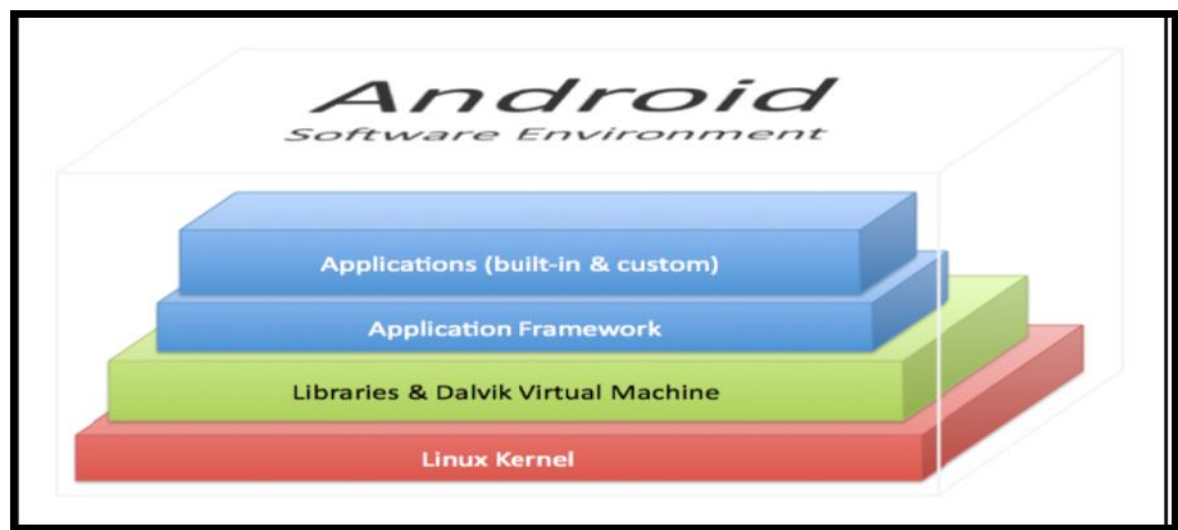 Android
Software Environment
Applications (built-in & custom)
Application Framework
Libraries & Dalvik Virtual Machine
Linux Kernel